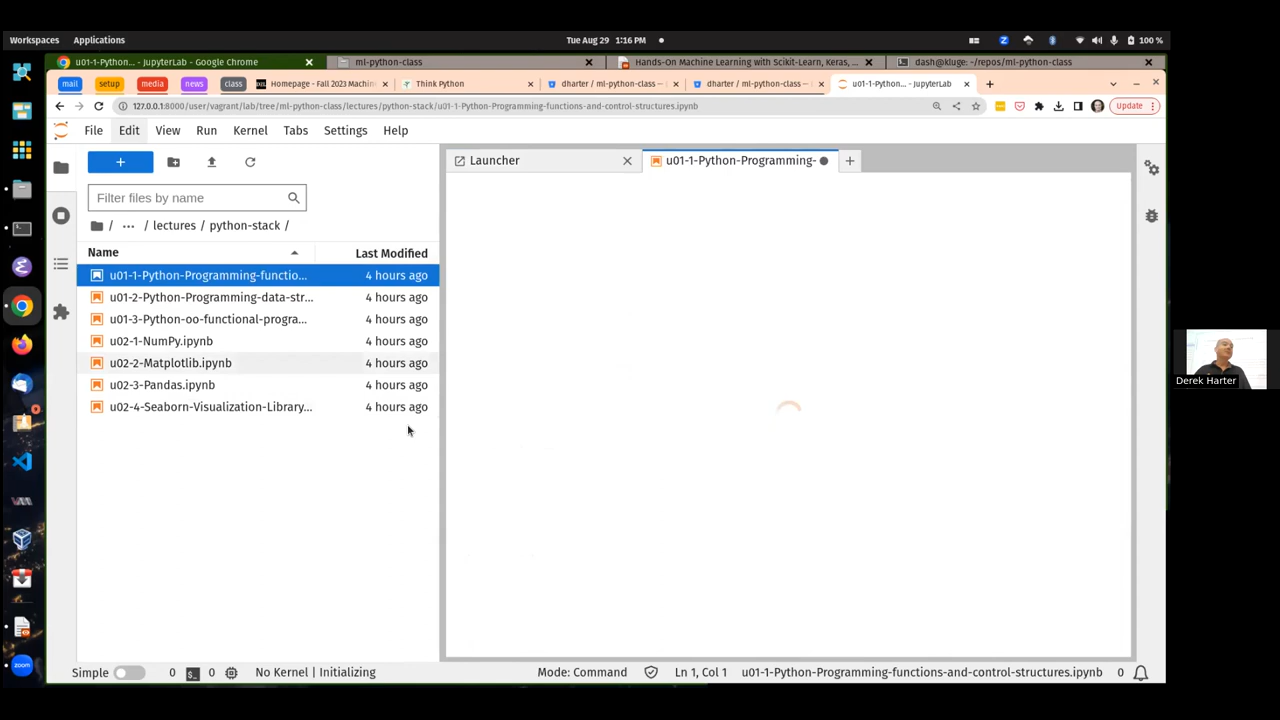 Workspaces Applications Tue Aug 29 1:16 PM 100 %
u01-1-Python... - JupyterLab - Google Chrome ml-python-class Hands-On Machine Learning with Scikit-Learn, Keras, ... dash@kluge: ~/repos/ml-python-class
mail setup media news class Homepage - Fall 2023 Machin Think Python dharter / ml-python-class — dharter / ml-python-class — u01-1-Python... - JupyterLab
127.0.0.1:8000/user/vagrant/lab/tree/ml-python-class/lectures/python-stack/u01-1-Python-Programming-functions-and-control-structures.ipynb Update
File Edit View Run Kernel Tabs Settings Help
Launcher u01-1-Python-Programming-
Filter files by name
/ ... / lectures / python-stack /
Name Last Modified
u01-1-Python-Programming-functio... 4 hours ago
u01-2-Python-Programming-data-str... 4 hours ago
u01-3-Python-oo-functional-progra... 4 hours ago
u02-1-NumPy.ipynb 4 hours ago
u02-2-Matplotlib.ipynb 4 hours ago
u02-3-Pandas.ipynb 4 hours ago
u02-4-Seaborn-Visualization-Library... 4 hours ago
Derek Harter
zoom
Simple 0 $_ 0 No Kernel | Initializing Mode: Command Ln 1, Col 1 u01-1-Python-Programming-functions-and-control-structures.ipynb 0